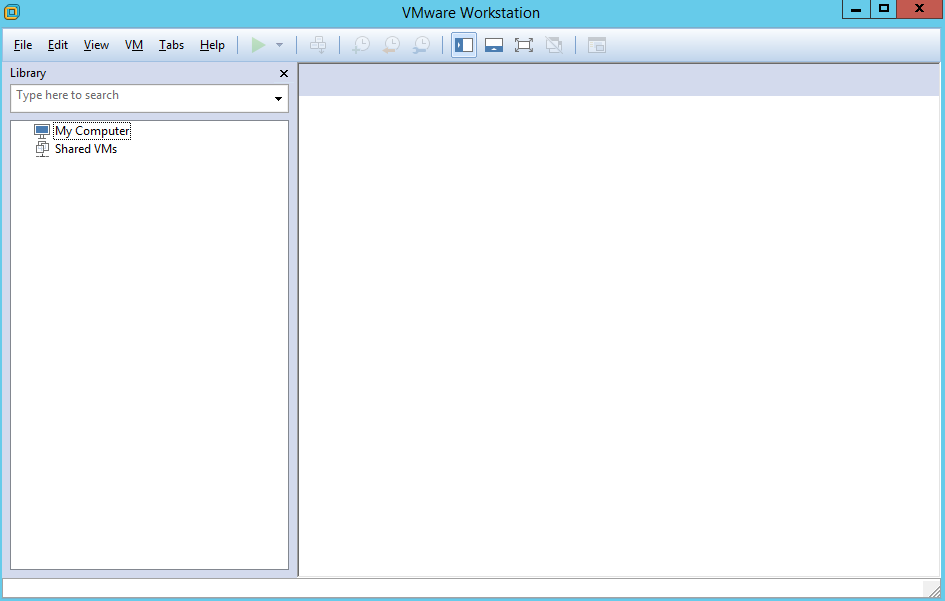 VMware Workstation
File Edit View VM Tabs Help
Library
Type here to search
My Computer
Shared VMs